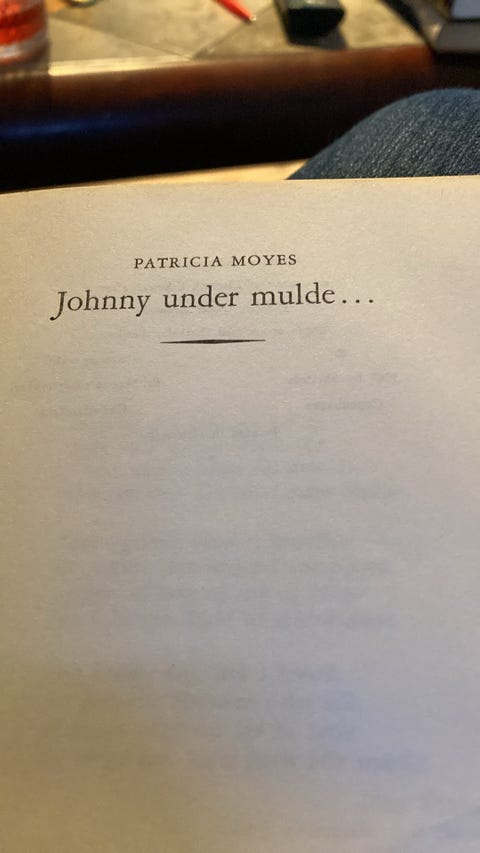 PATRICIA MOYES
Johnny under mulde...